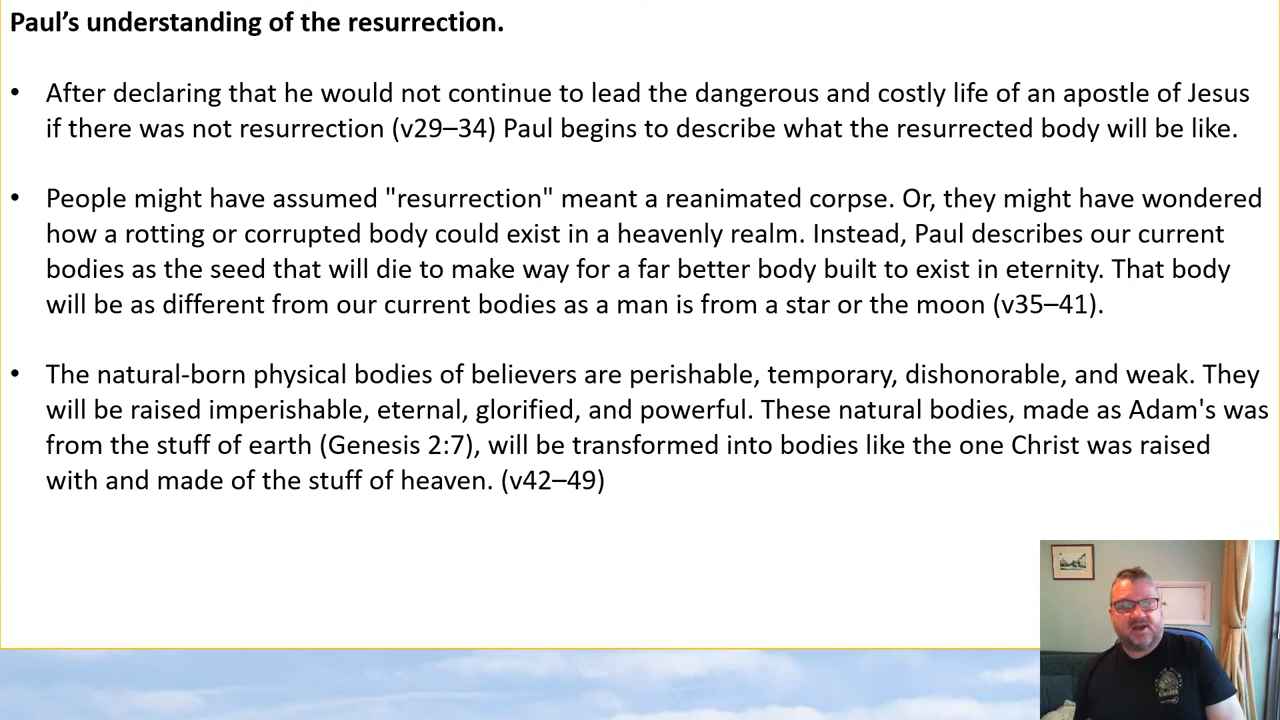 Paul’s understanding of the resurrection.
• After declaring that he would not continue to lead the dangerous and costly life of an apostle of Jesus
if there was not resurrection (v29–34) Paul begins to describe what the resurrected body will be like.
• People might have assumed "resurrection" meant a reanimated corpse. Or, they might have wondered
how a rotting or corrupted body could exist in a heavenly realm. Instead, Paul describes our current
bodies as the seed that will die to make way for a far better body built to exist in eternity. That body
will be as different from our current bodies as a man is from a star or the moon (v35–41).
• The natural-born physical bodies of believers are perishable, temporary, dishonorable, and weak. They
will be raised imperishable, eternal, glorified, and powerful. These natural bodies, made as Adam's was
from the stuff of earth (Genesis 2:7), will be transformed into bodies like the one Christ was raised
with and made of the stuff of heaven. (v42–49)